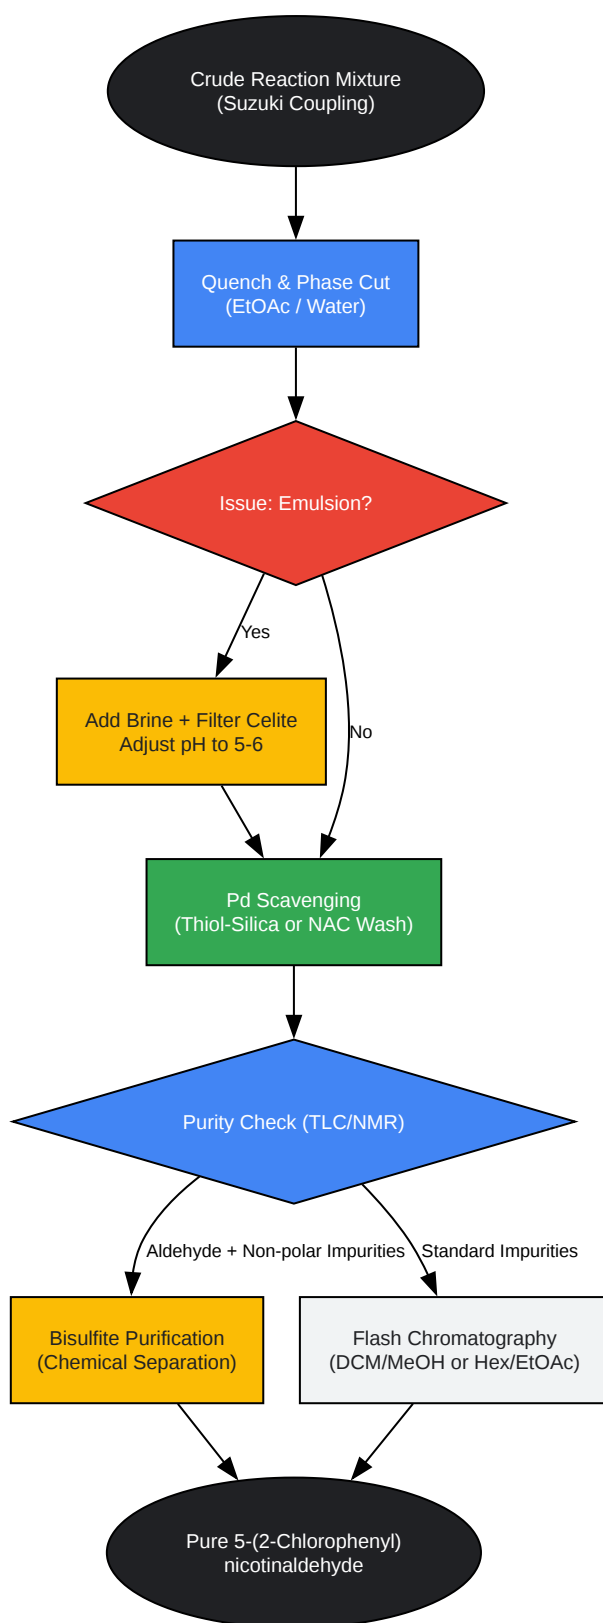 Crude Reaction Mixture
(Suzuki Coupling)
Quench & Phase Cut
(EtOAc / Water)
Issue: Emulsion?
Yes
Add Brine + Filter Celite
Adjust pH to 5-6
No
Pd Scavenging
(Thiol-Silica or NAC Wash)
Purity Check (TLC/NMR)
Aldehyde + Non-polar Impurities
Standard Impurities
Bisulfite Purification
(Chemical Separation)
Flash Chromatography
(DCM/MeOH or Hex/EtOAc)
Pure 5-(2-Chlorophenyl)
nicotinaldehyde